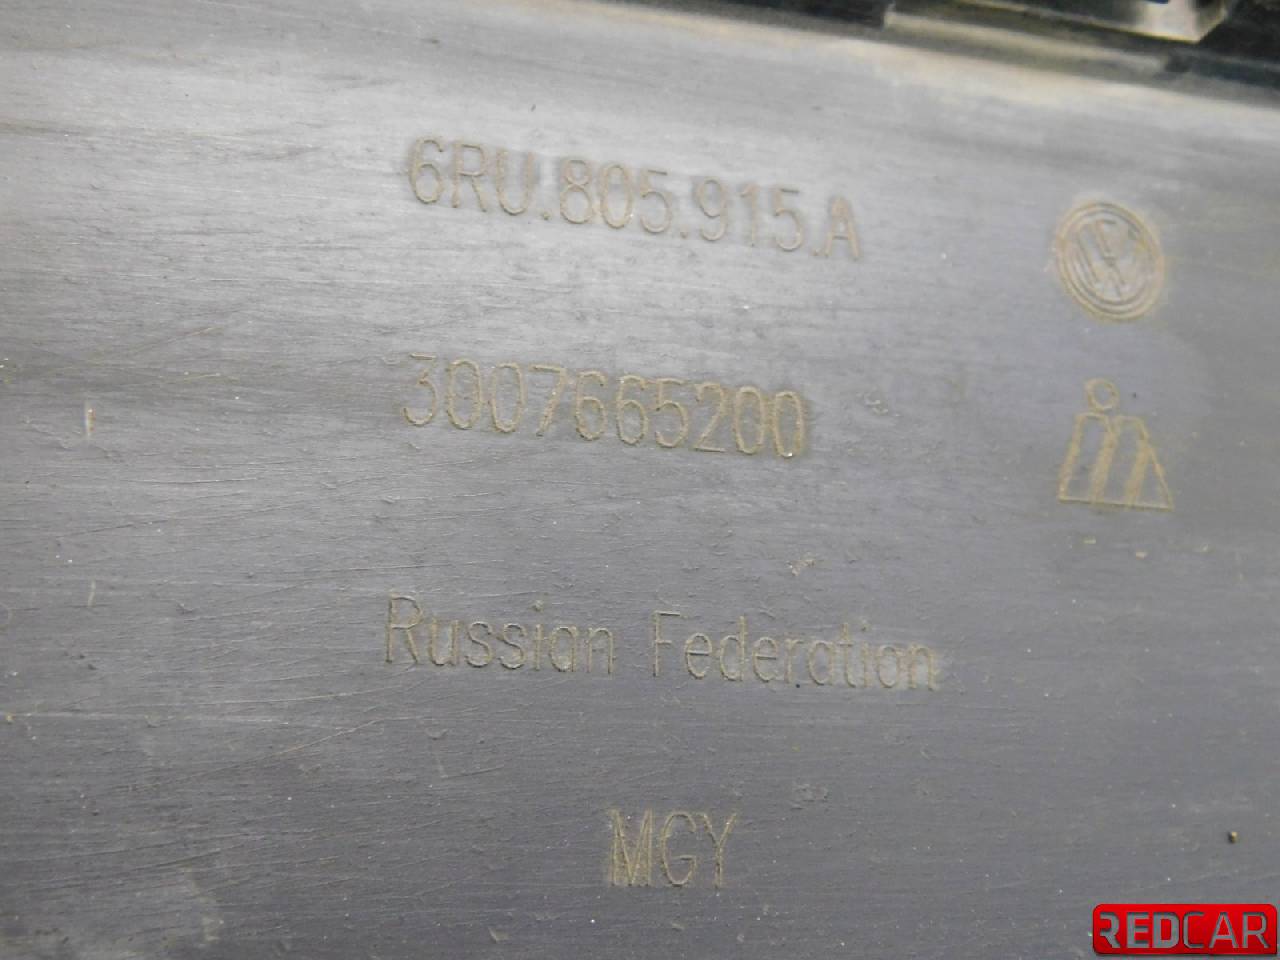 6RU.805.915.A
3007665200
Russian Federation
MGY
REDCAR